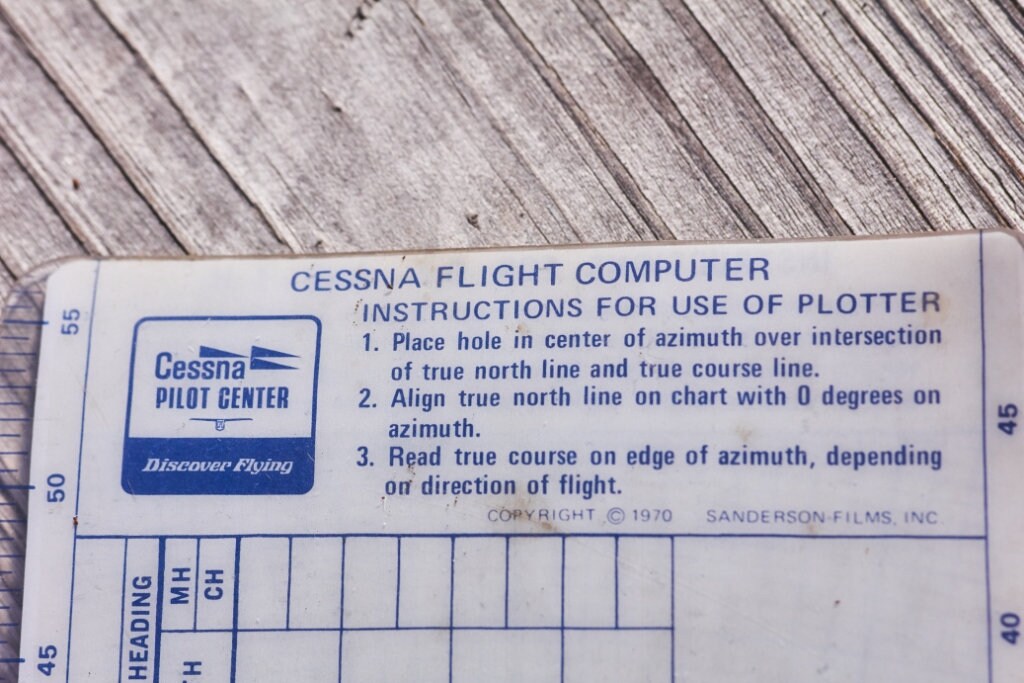 CESSNA FLIGHT COMPUTER
INSTRUCTIONS FOR USE OF PLOTTER
1. Place hole in center of azimuth over intersection
of true north line and true course line.
2. Align true north line on chart with 0 degrees on
azimuth.
3. Read true course on edge of azimuth, depending
on direction of flight.
COPYRIGHT © 1970 SANDERSON FILMS, INC.
Cessna
PILOT CENTER
Discover Flying
55
50
45
45
40
HEADING
MH
CH